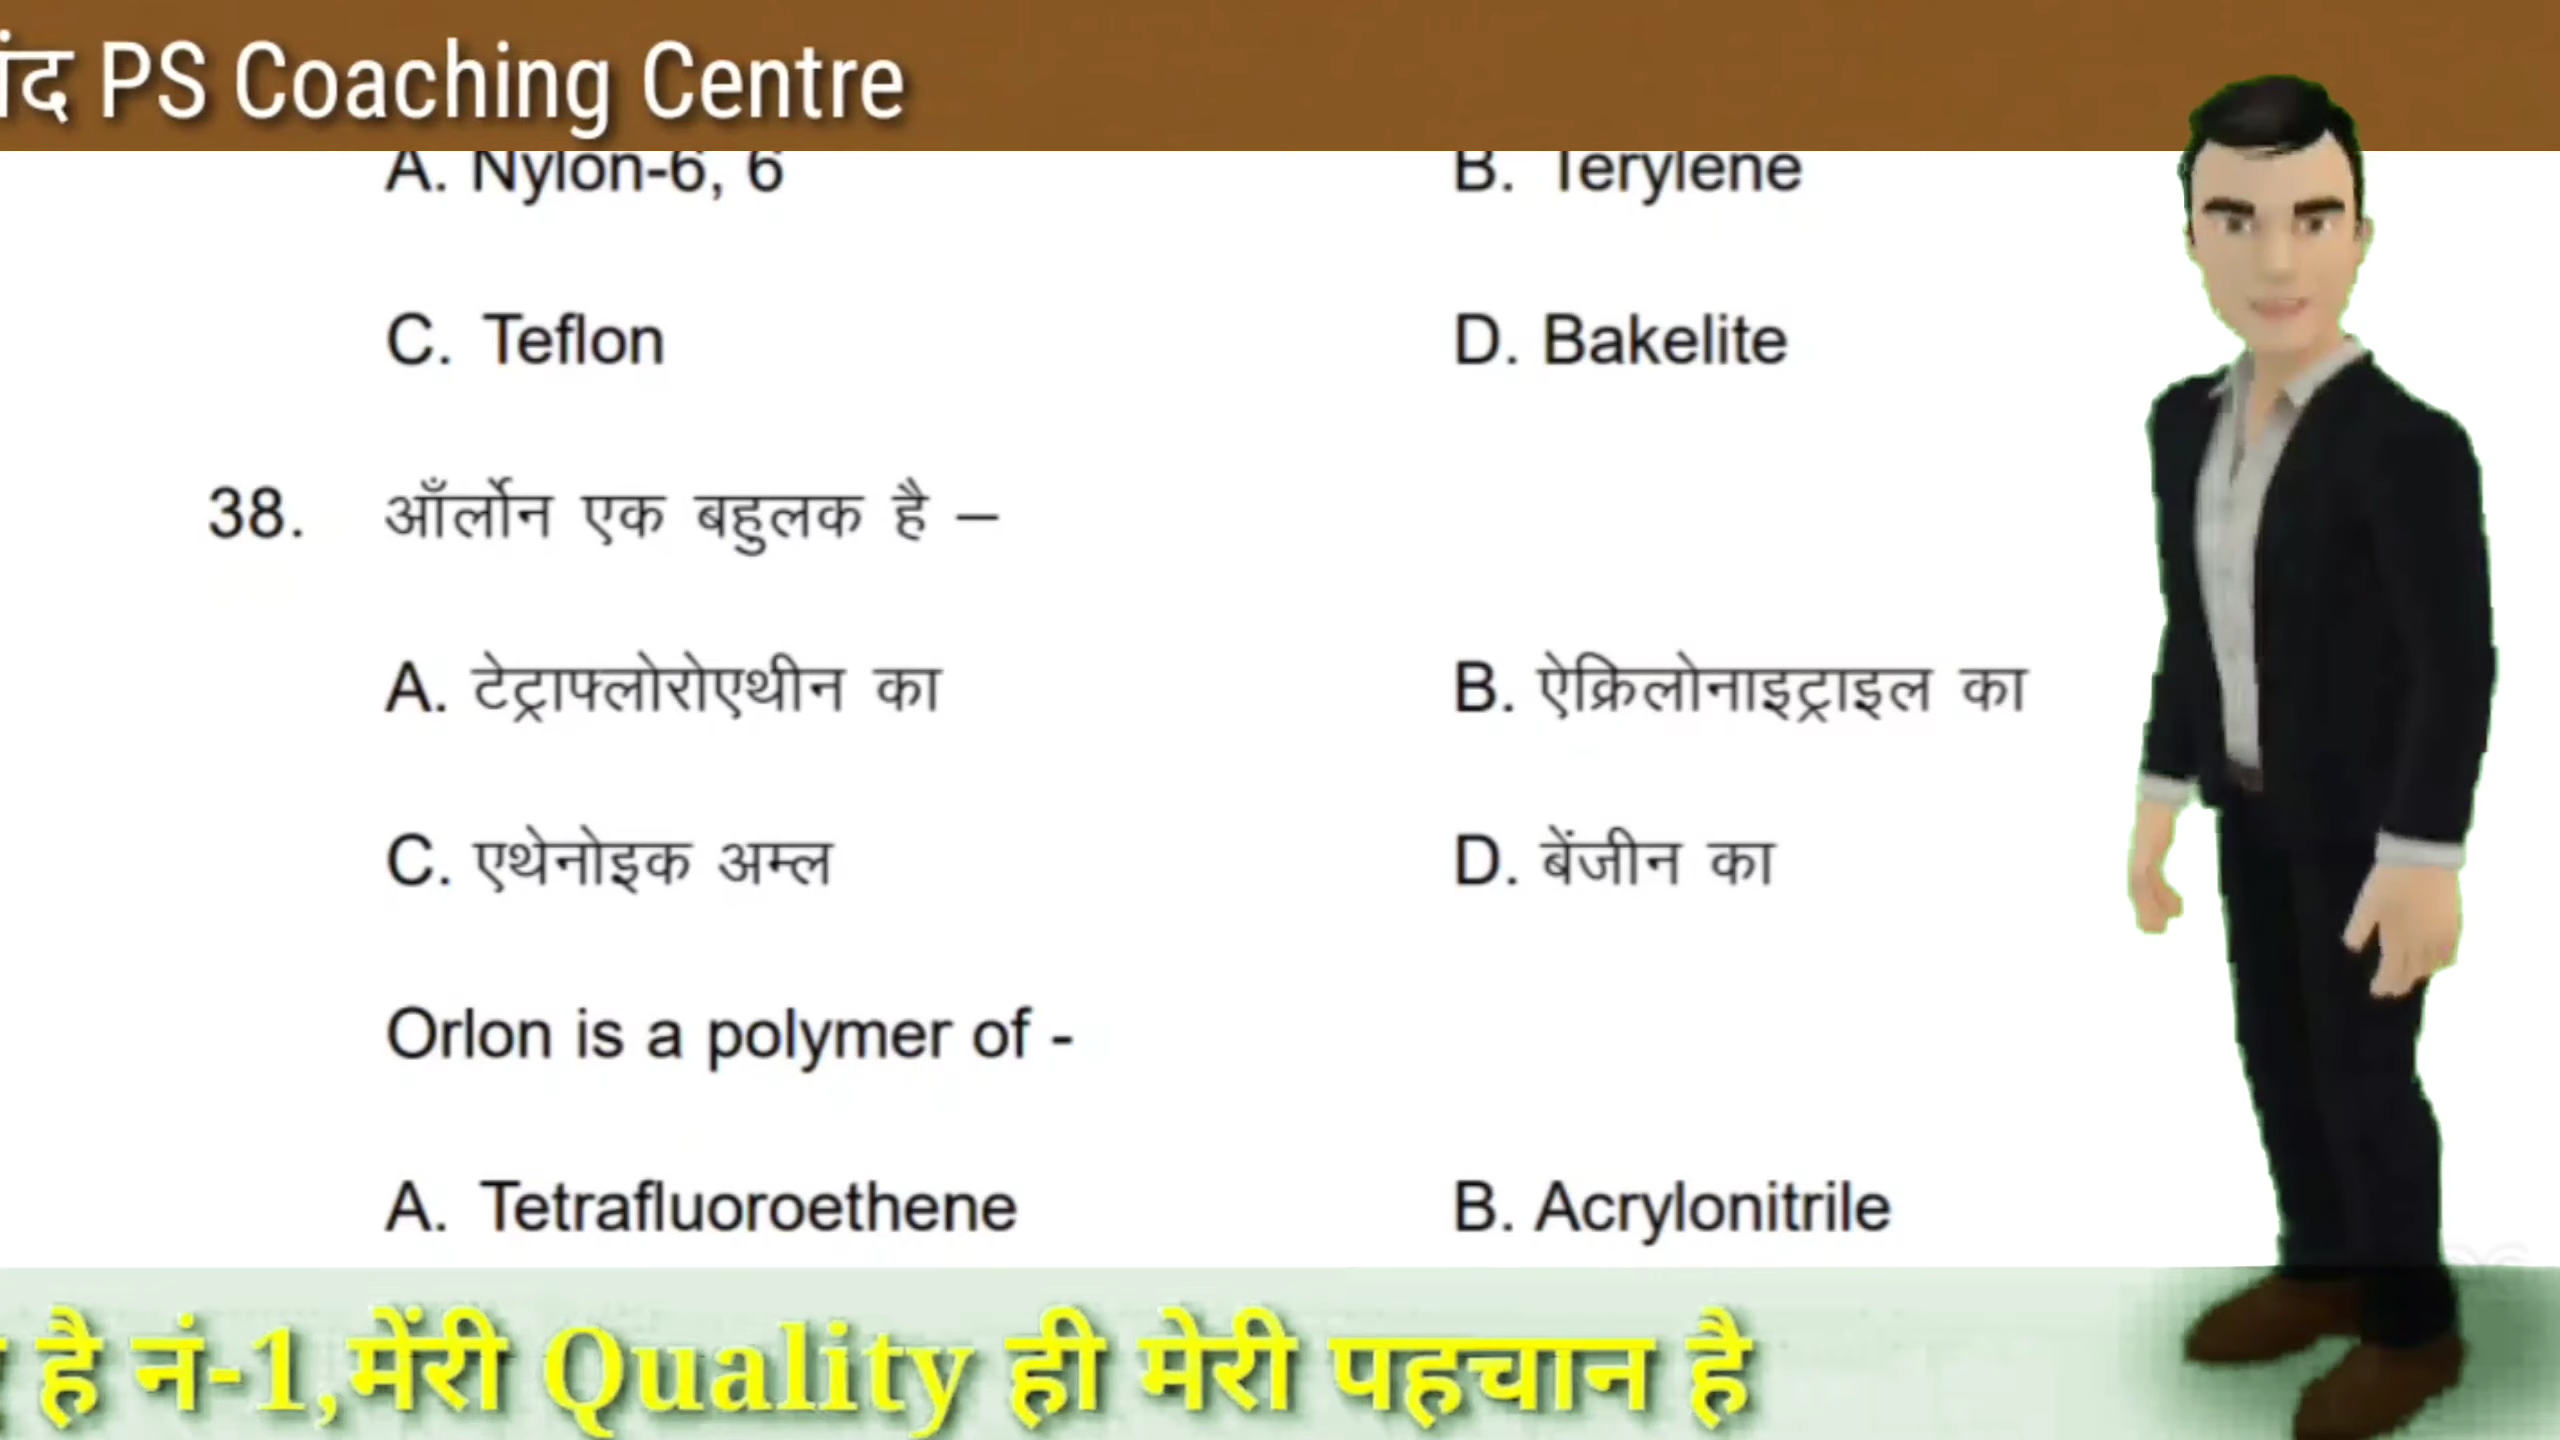 PS Coaching Centre
A. Nylon-6, 6 B. Terylene
C. Teflon D. Bakelite
38. ऑंर्लोन एक बहुलक है –
A. टेट्राफ्लोरोएथीन का B. ऐक्रिलोनाइट्राइल का
C. एथेनोइक अम्ल D. बेंजीन का
Orlon is a polymer of -
A. Tetrafluoroethene B. Acrylonitrile
है नं-1,मेंरी Quality ही मेरी पहचान है